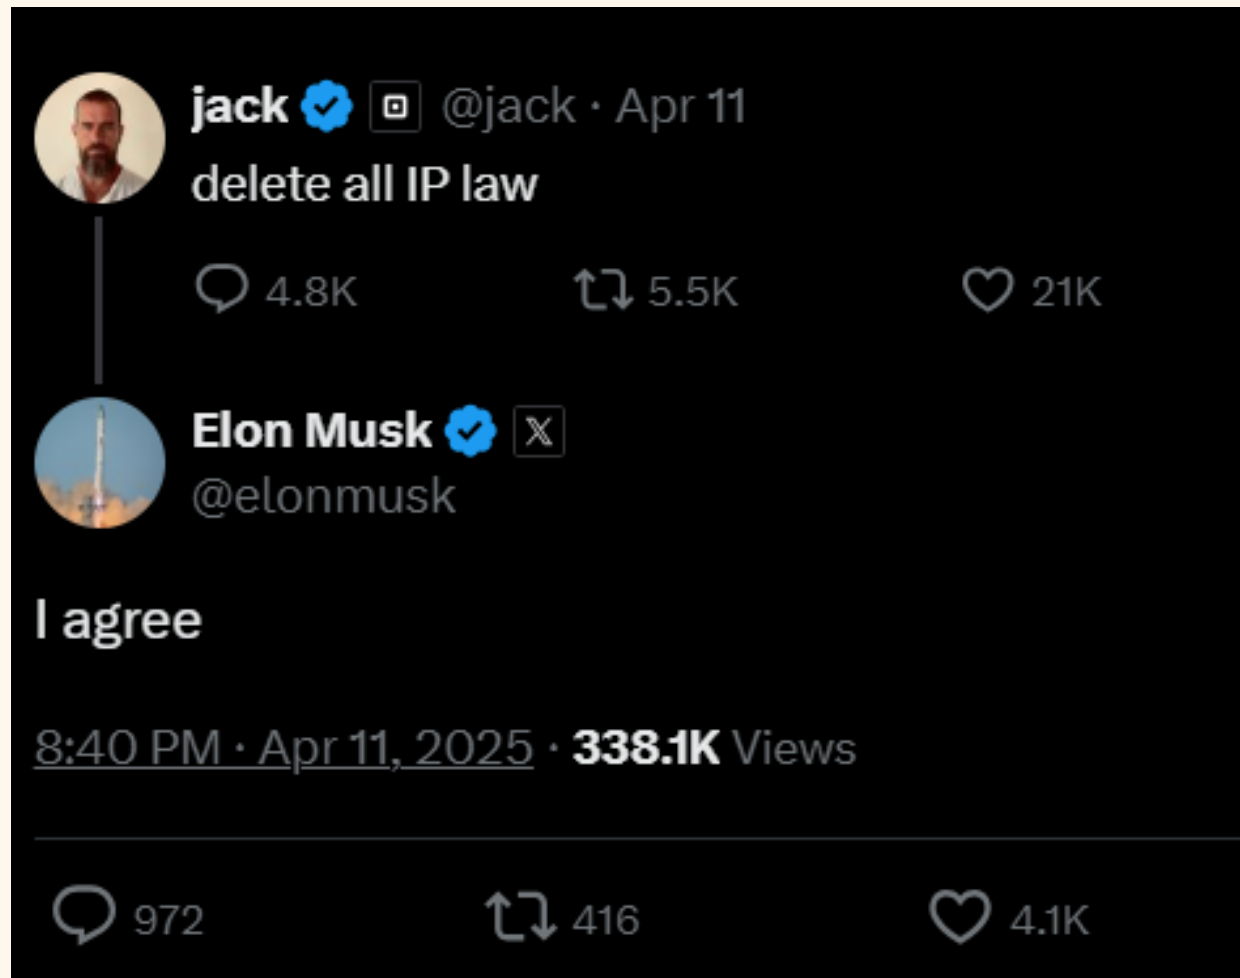 jack @jack · Apr 11
delete all IP law
4.8K 5.5K 21K
Elon Musk 𝕏
@elonmusk
I agree
8:40 PM · Apr 11, 2025 · 338.1K Views
972 416 4.1K